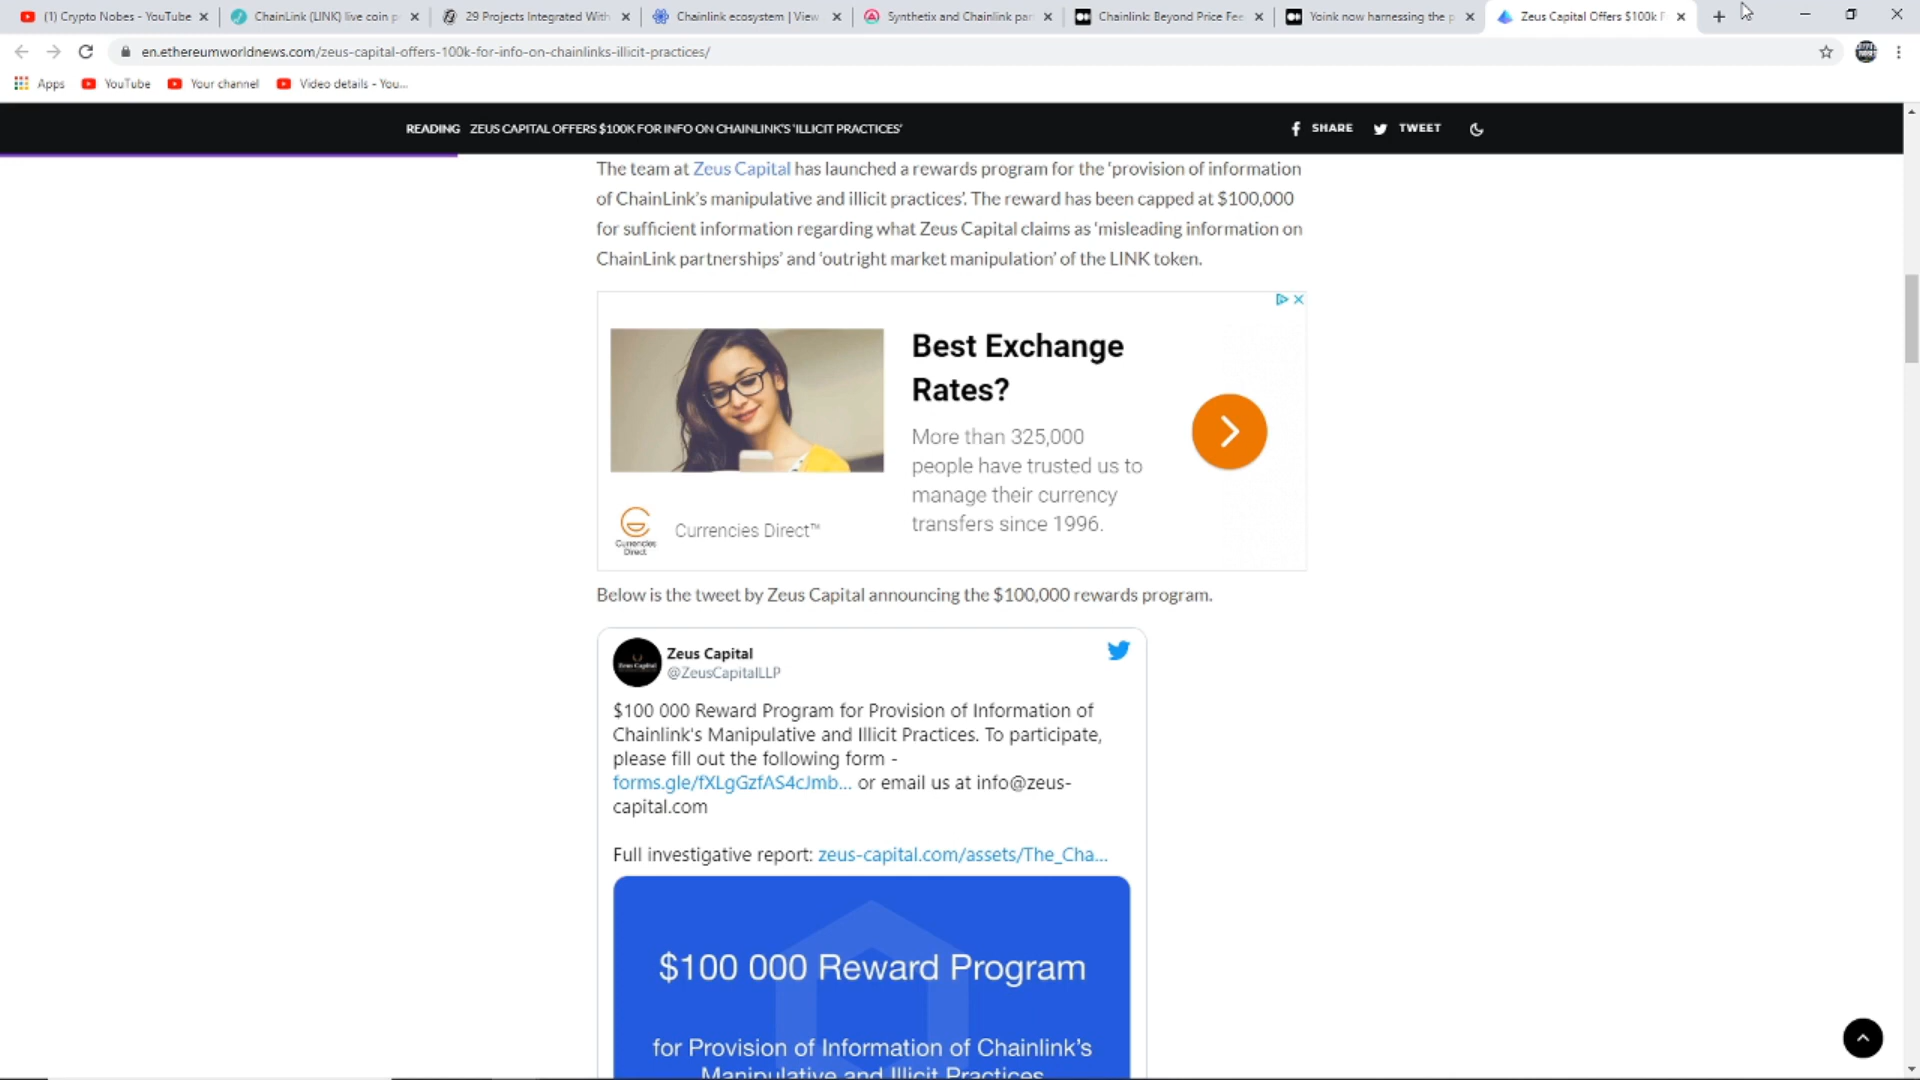 (1) Crypto Nobes - YouTube
ChainLink (LINK) live coin p
29 Projects Integrated With
Chainlink ecosystem | View
Synthetix and Chainlink par
Chainlink: Beyond Price Fee
Yoink now harnessing the p
Zeus Capital Offers $100k F
en.ethereumworldnews.com/zeus-capital-offers-100k-for-info-on-chainlinks-illicit-practices/
Apps YouTube Your channel Video details - You...
READING ZEUS CAPITAL OFFERS $100K FOR INFO ON CHAINLINK'S 'ILLICIT PRACTICES' SHARE TWEET
The team at Zeus Capital has launched a rewards program for the 'provision of information
of ChainLink's manipulative and illicit practices'. The reward has been capped at $100,000
for sufficient information regarding what Zeus Capital claims as 'misleading information on
ChainLink partnerships' and 'outright market manipulation' of the LINK token.
Best Exchange
Rates?
More than 325,000
people have trusted us to
manage their currency
transfers since 1996.
Currencies
Direct
Currencies Direct™
Below is the tweet by Zeus Capital announcing the $100,000 rewards program.
Zeus Capital
Zeus Capital
@ZeusCapitalLLP
$100 000 Reward Program for Provision of Information of
Chainlink's Manipulative and Illicit Practices. To participate,
please fill out the following form -
forms.gle/fXLgGzfAS4cJmb... or email us at info@zeus-
capital.com
Full investigative report: zeus-capital.com/assets/The_Cha...
$100 000 Reward Program
for Provision of Information of Chainlink's
Manipulative and Illicit Practices